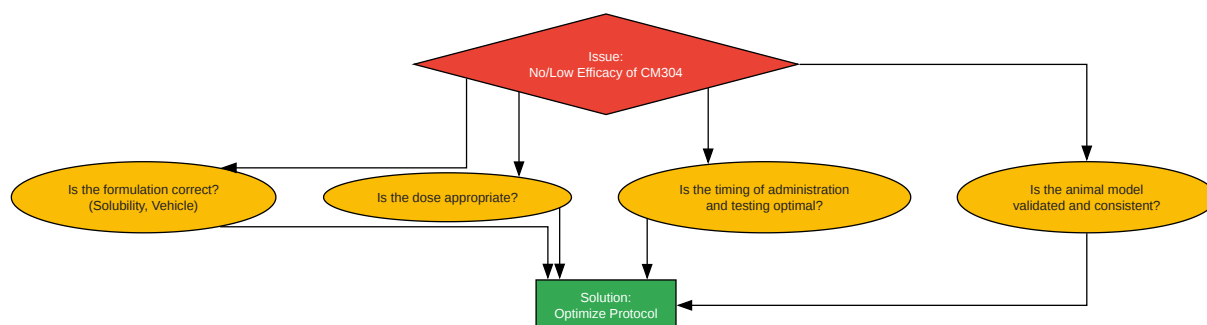 Issue:
No/Low Efficacy of CM304
Is the formulation correct?
(Solubility, Vehicle)
Is the dose appropriate?
Is the timing of administration
and testing optimal?
Is the animal model
validated and consistent?
Solution:
Optimize Protocol